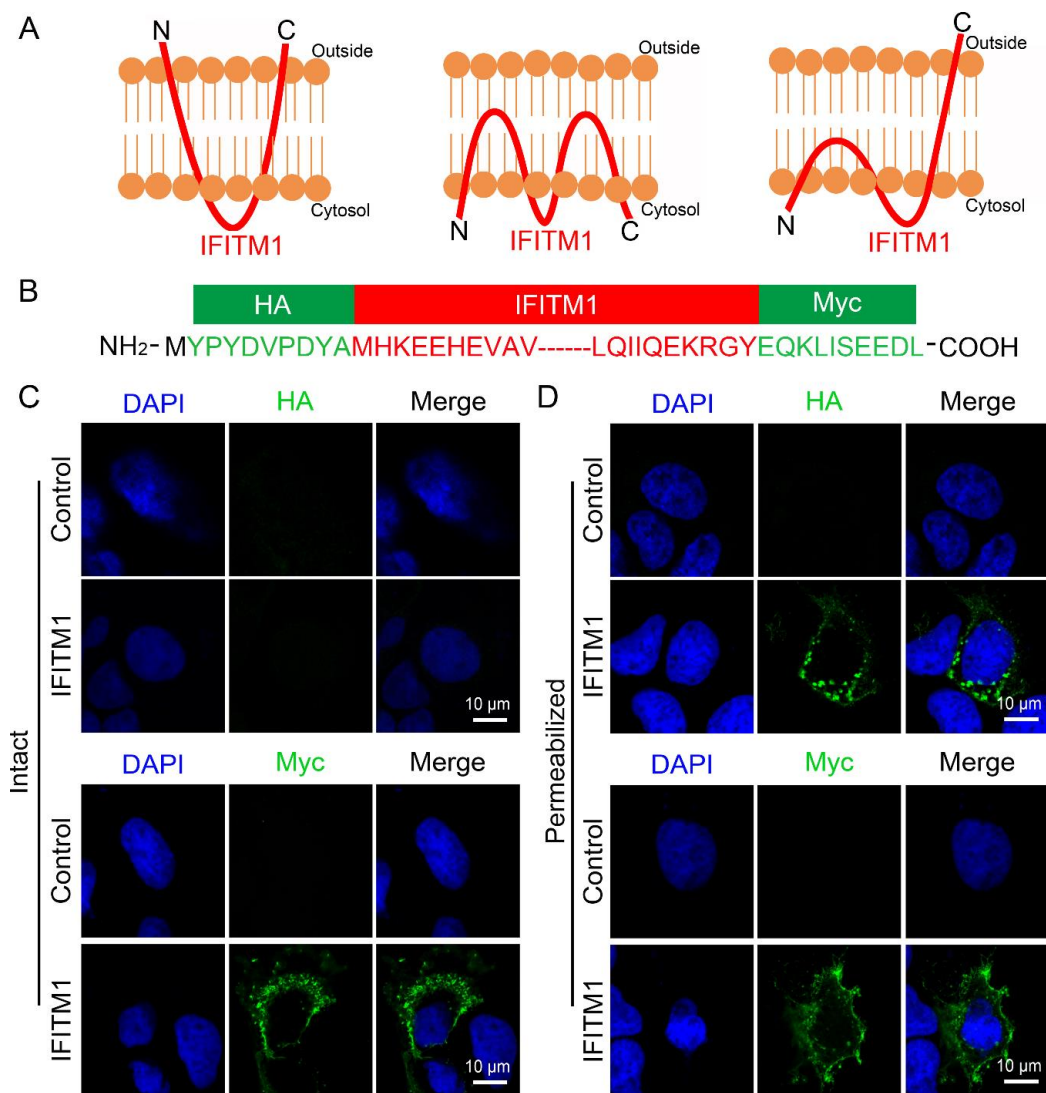 A
N C Outside
Cytosol
IFITM1
Outside
Cytosol
N IFITM1 C
C
Outside
Cytosol
N IFITM1
B
HA IFITM1 Myc
NH2-MYPYDVPDYAMHKEEHEVAV------LQIIQEKRGYEQKLISEEDL-COOH
C DAPI HA Merge
Intact
Control
IFITM1
10 µm
DAPI Myc Merge
Control
IFITM1
10 µm
D DAPI HA Merge
Permeabilized
Control
IFITM1
10 µm
DAPI Myc Merge
Control
IFITM1
10 µm